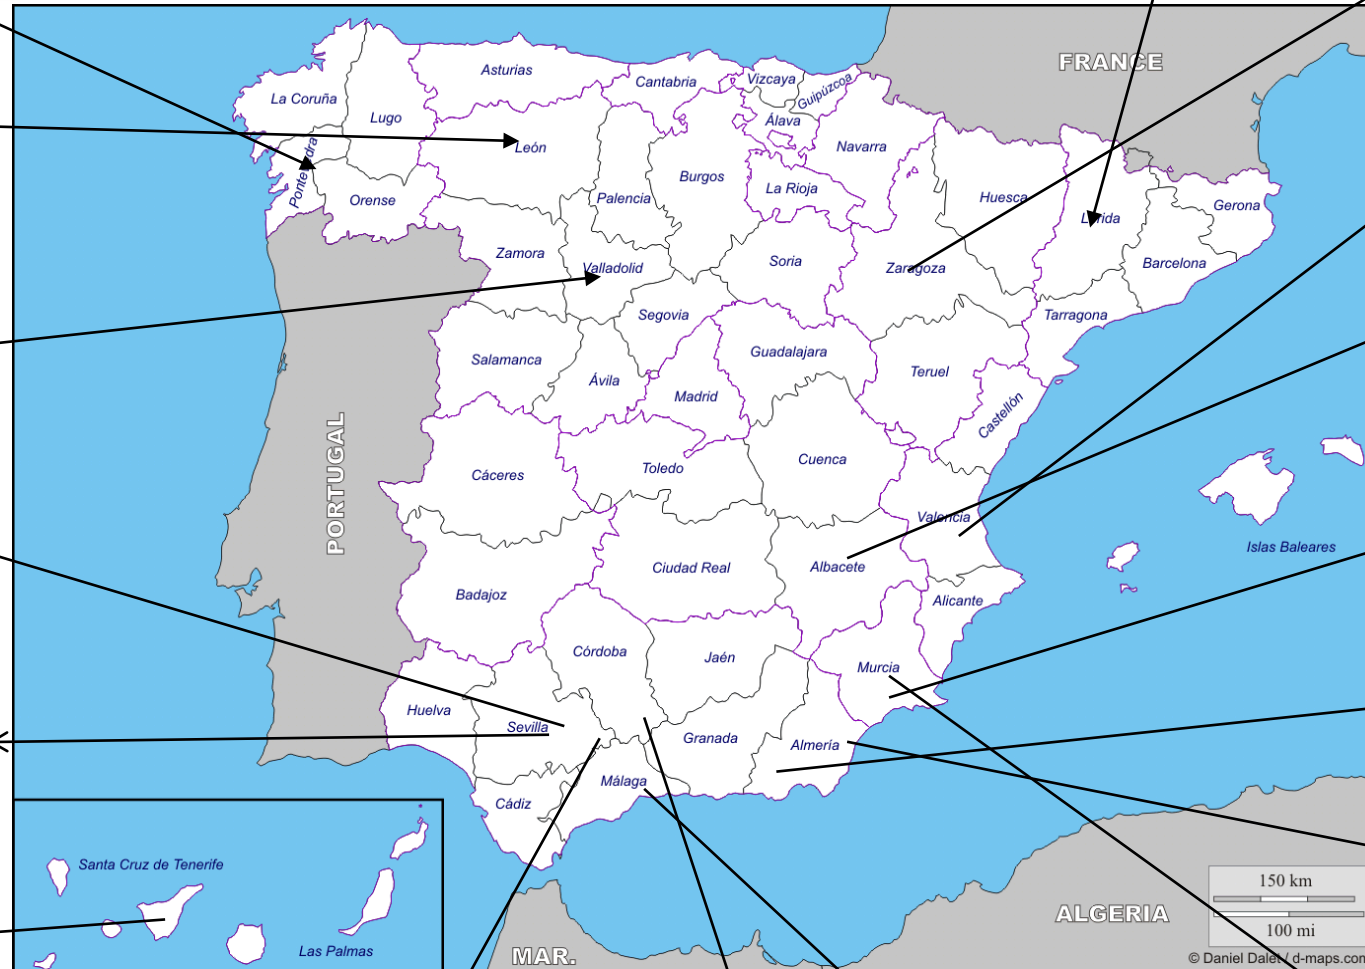 FRANCE
Asturias
Cantabria
Vizcaya
Guipúzcoa
La Coruña
Lugo
Álava
León
Navarra
Pontevedra
Orense
Palencia
Burgos
La Rioja
Huesca
Lérida
Gerona
Zamora
Valladolid
Soria
Zaragoza
Barcelona
Segovia
Tarragona
Salamanca
Ávila
Guadalajara
Teruel
Madrid
Castellón
PORTUGAL
Cáceres
Toledo
Cuenca
Valencia
Islas Baleares
Badajoz
Ciudad Real
Albacete
Alicante
Córdoba
Jaén
Murcia
Huelva
Sevilla
Granada
Almería
Málaga
Cádiz
Santa Cruz de Tenerife
Las Palmas
MAR.
ALGERIA
150 km
100 mi
© Daniel Dalet / d-maps.com